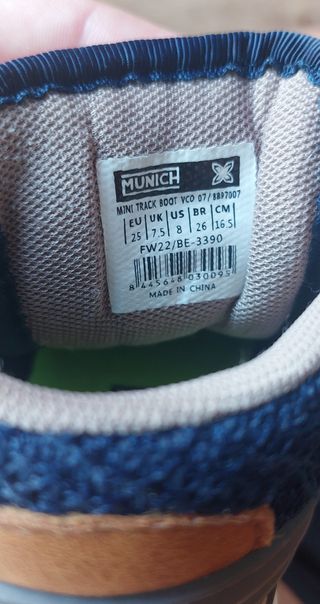 MUNICH
MINI TRACK BOOT VCO 07/8897007
EU UK US BR CM
25 7.5 8 26 16.5
FW22/BE-3390
8 445646 030095
MADE IN CHINA